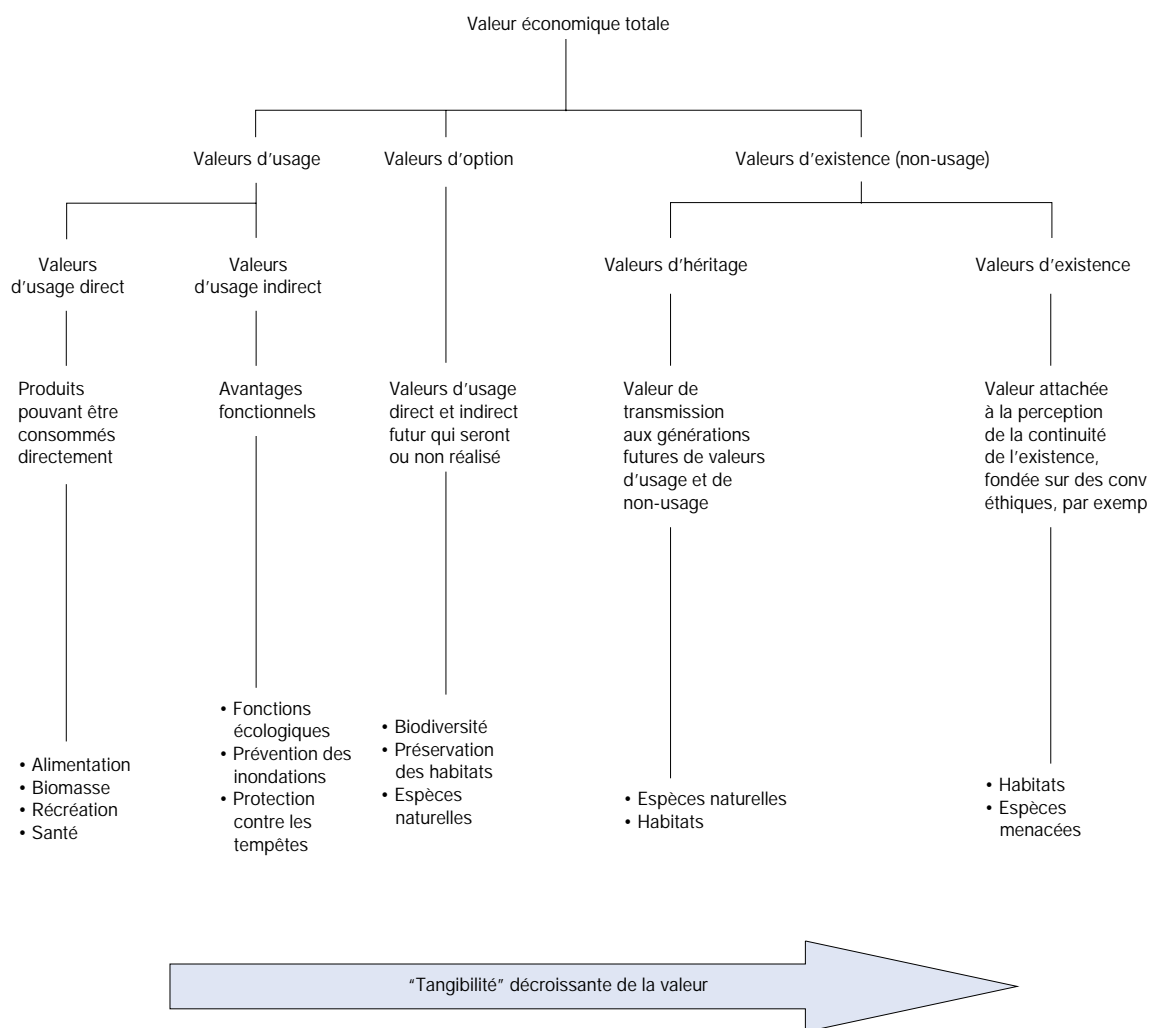 Valeur économique totale
Valeurs d'usage
Valeurs d'option
Valeurs d'existence (non-usage)
Valeurs
d'usage direct
Valeurs
d'usage indirect
Valeurs d'héritage
Valeurs d'existence
Produits
pouvant être
consommés
directement
Avantages
fonctionnels
Valeurs d'usage
direct et indirect
futur qui seront
ou non réalisé
Valeur de
transmission
aux générations
futures de valeurs
d'usage et de
non-usage
Valeur attachée
à la perception
de la continuité
de l'existence,
fondée sur des conv
éthiques, par exemp
• Alimentation
• Biomasse
• Récréation
• Santé
• Fonctions
écologiques
• Prévention des
inondations
• Protection
contre les
tempêtes
• Biodiversité
• Préservation
des habitats
• Espèces
naturelles
• Espèces naturelles
• Habitats
• Habitats
• Espèces
menacées
"Tangibilité" décroissante de la valeur